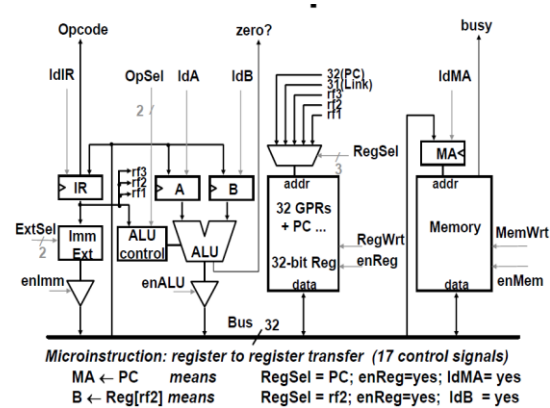 Opcode zero? busy
ldIR OpSel ldA ldB 32(PC) ldMA
31(Link)
rf3
rf2
rf1
2
RegSel
3
MA
rf3
rf2
rf1
IR A B addr addr
ExtSel
2
Imm
Ext
ALU
control
ALU
32 GPRs
+ PC ...
32-bit Reg
Memory
RegWrt
enReg
MemWrt
enMem
enImm enALU data data
Bus 32
Microinstruction: register to register transfer (17 control signals)
MA ← PC means RegSel = PC; enReg=yes; ldMA= yes
B ← Reg[rf2] means RegSel = rf2; enReg=yes; ldB = yes